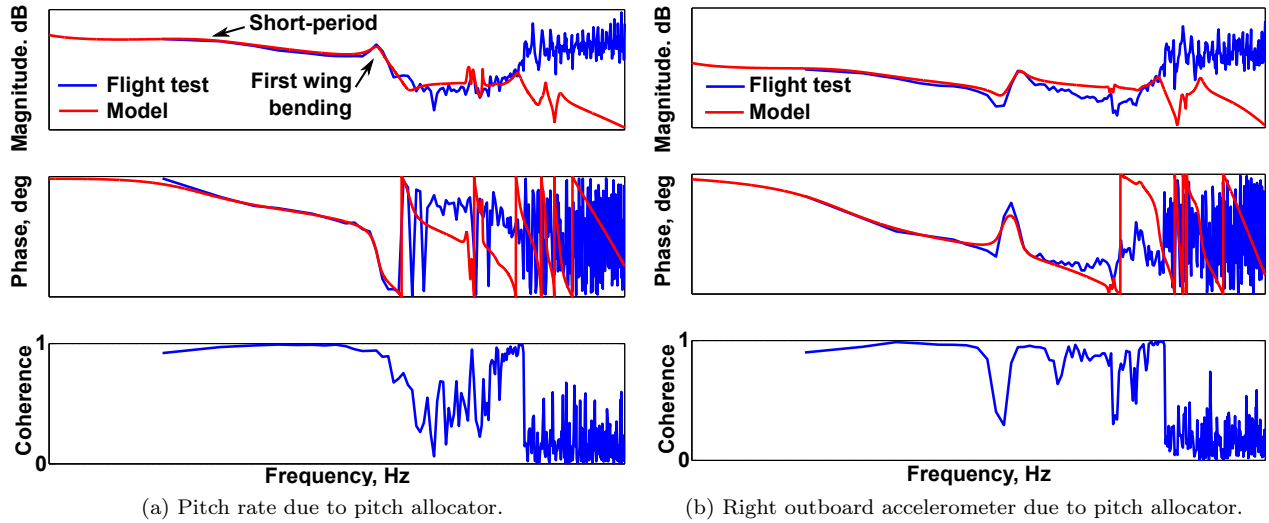 Magnitude. dB
Short-period
Flight test
Model
First wing
bending
Phase, deg
Coherence
1
0
Frequency, Hz
(a) Pitch rate due to pitch allocator.
Magnitude. dB
Flight test
Model
Phase, deg
Coherence
1
0
Frequency, Hz
(b) Right outboard accelerometer due to pitch allocator.